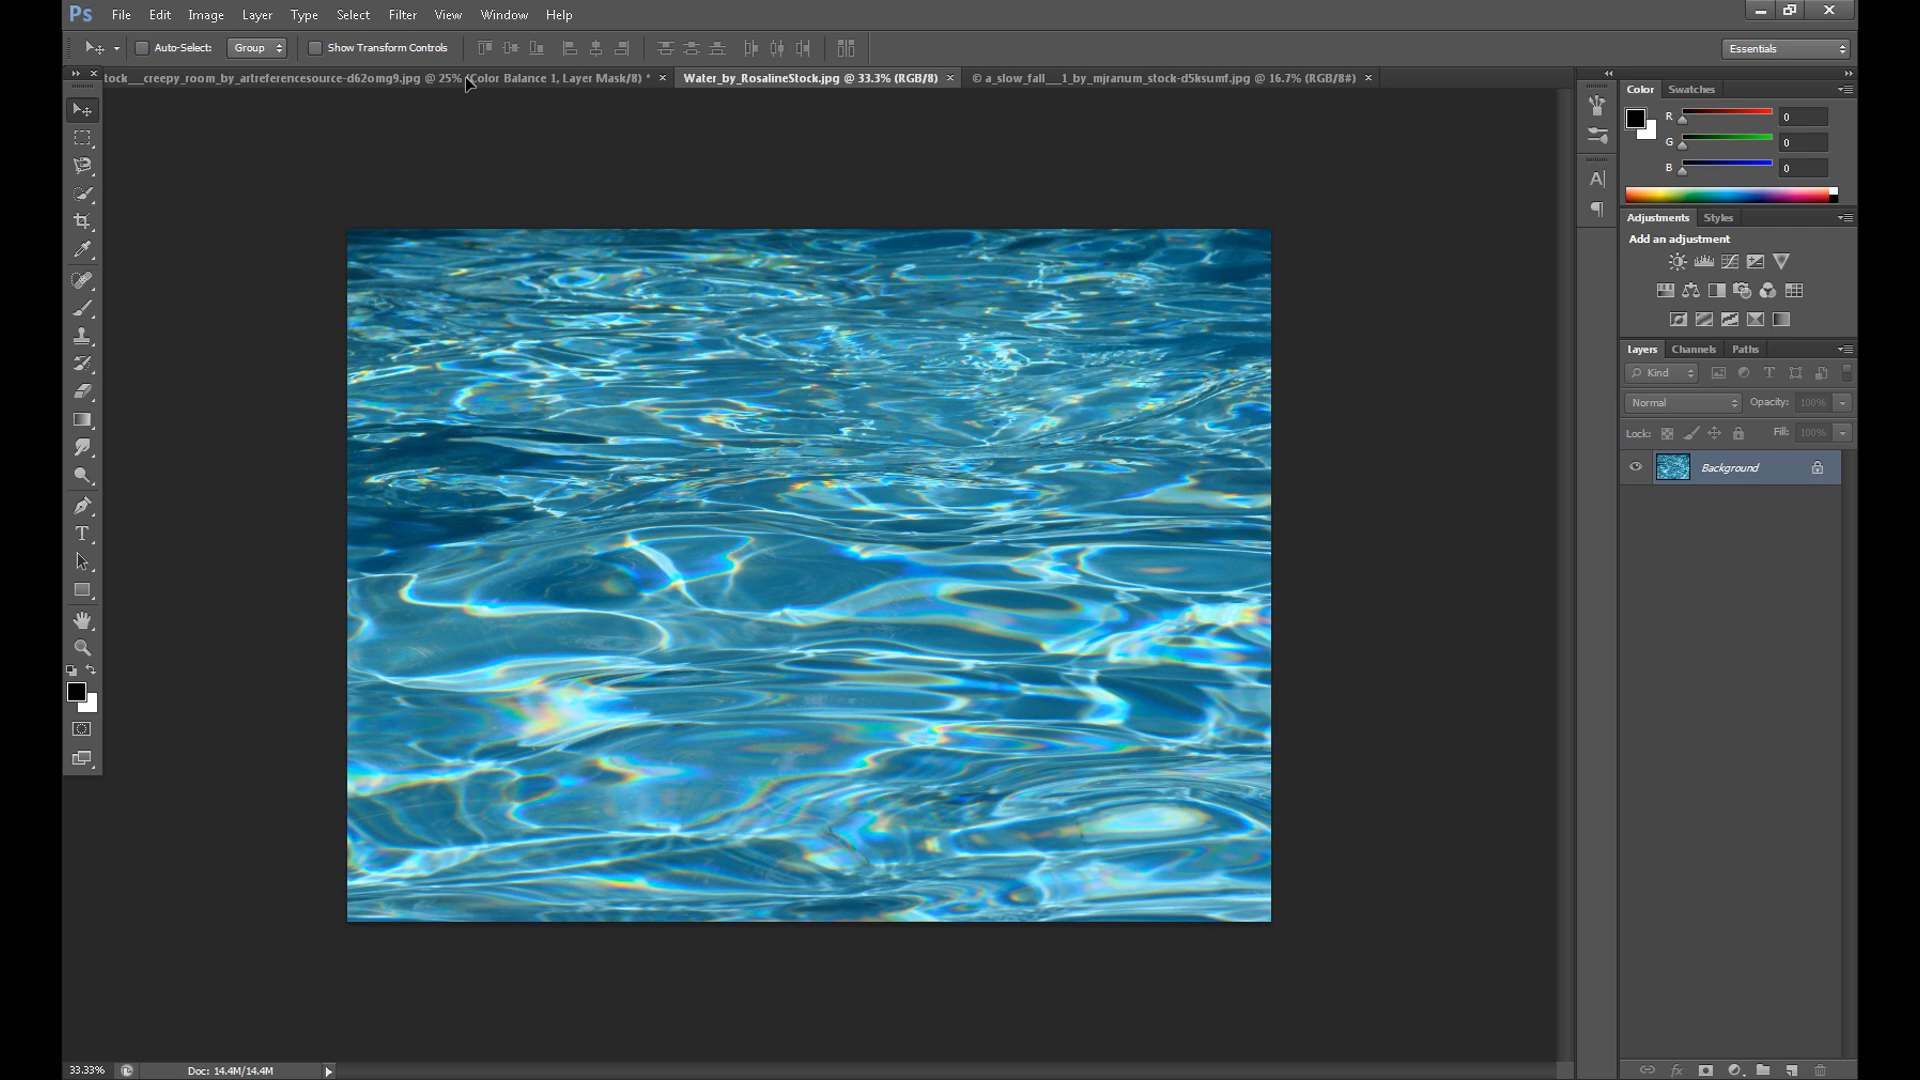 Ps File Edit Image Layer Type Select Filter View Window Help
Auto-Select: Group Show Transform Controls Essentials
tock___creepy_room_by_artreferencesource-d62omg9.jpg @ 25% (Color Balance 1, Layer Mask/8) * × Water_by_RosalineStock.jpg @ 33.3% (RGB/8) × © a_slow_fall___1_by_mjranum_stock-d5ksumf.jpg @ 16.7% (RGB/8#) ×
Color Swatches
R 0
G 0
B 0
Adjustments Styles
Add an adjustment
Layers Channels Paths
Kind
Normal Opacity: 100%
Lock: Fill: 100%
Background
33.33% Doc: 14.4M/14.4M